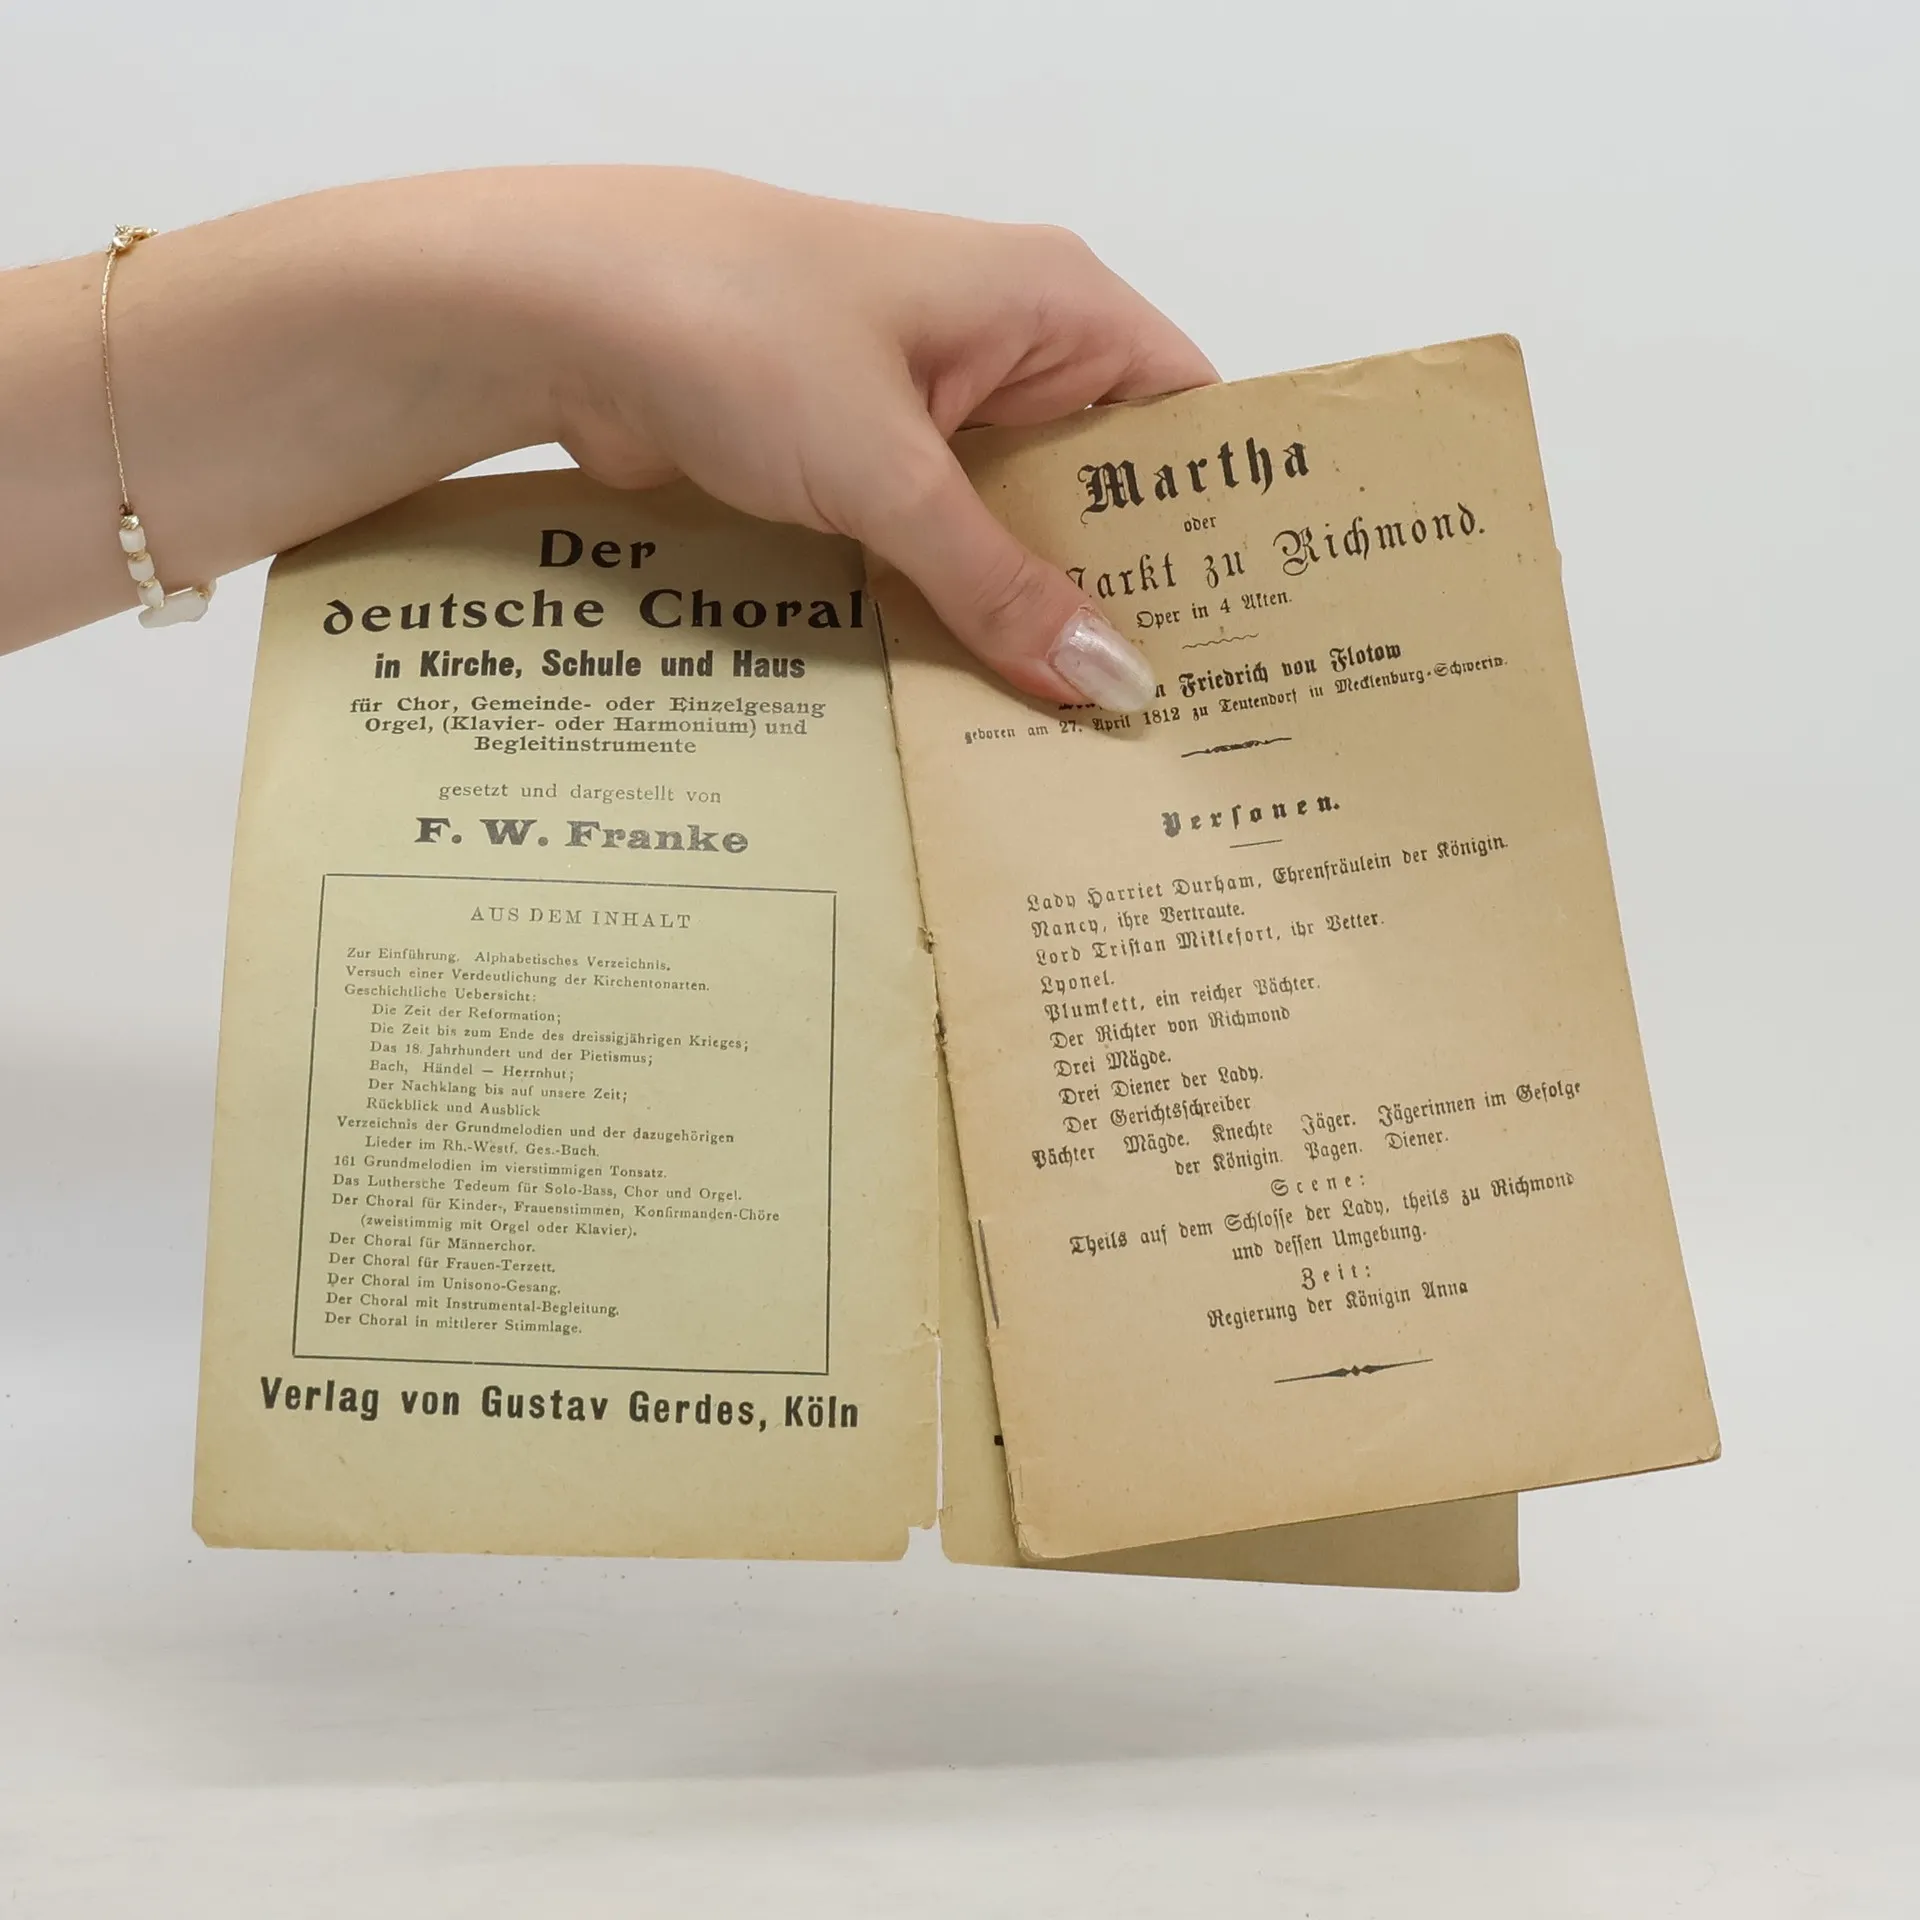 Der
deutsche Choral
in Kirche, Schule und Haus
für Chor, Gemeinde- oder Einzelgesang
Orgel, (Klavier- oder Harmonium) und
Begleitinstrumente
gesetzt und dargestellt von
F. W. Franke
AUS DEM INHALT
Zur Einführung. Alphabetisches Verzeichnis.
Versuch einer Verdeutlichung der Kirchentonarten.
Geschichtliche Uebersicht:
Die Zeit der Reformation;
Die Zeit bis zum Ende des dreissigjährigen Krieges;
Das 18. Jahrhundert und der Pietismus;
Bach, Händel — Herrnhut;
Der Nachklang bis auf unsere Zeit;
Rückblick und Ausblick
Verzeichnis der Grundmelodien und der dazugehörigen
Lieder im Rh.-Westf. Ges.-Buch.
161 Grundmelodien im vierstimmigen Tonsatz.
Das Luthersche Tedeum für Solo-Bass, Chor und Orgel.
Der Choral für Kinder-, Frauenstimmen, Konfirmanden-Chöre
(zweistimmig mit Orgel oder Klavier).
Der Choral für Männerchor.
Der Choral für Frauen-Terzett.
Der Choral im Unisono-Gesang.
Der Choral mit Instrumental-Begleitung.
Der Choral in mittlerer Stimmlage.
Verlag von Gustav Gerdes, Köln
Martha
oder
Markt zu Richmond.
Oper in 4 Akten.
Friedrich von Flotow
geboren am 27. April 1812 zu Teutendorf in Mecklenburg-Schwerin.
Personen.
Lady Harriet Durham, Ehrenfräulein der Königin.
Nancy, ihre Vertraute.
Lord Tristan Miklefort, ihr Vetter.
Lyonel.
Plumkett, ein reicher Pächter.
Der Richter von Richmond
Drei Mägde.
Drei Diener der Lady.
Der Gerichtsschreiber
Pächter Mägde. Knechte Jäger. Jägerinnen im Gefolge
der Königin. Pagen. Diener.
Scene:
Theils auf dem Schlosse der Lady, theils zu Richmond
und dessen Umgebung.
Zeit:
Regierung der Königin Anna